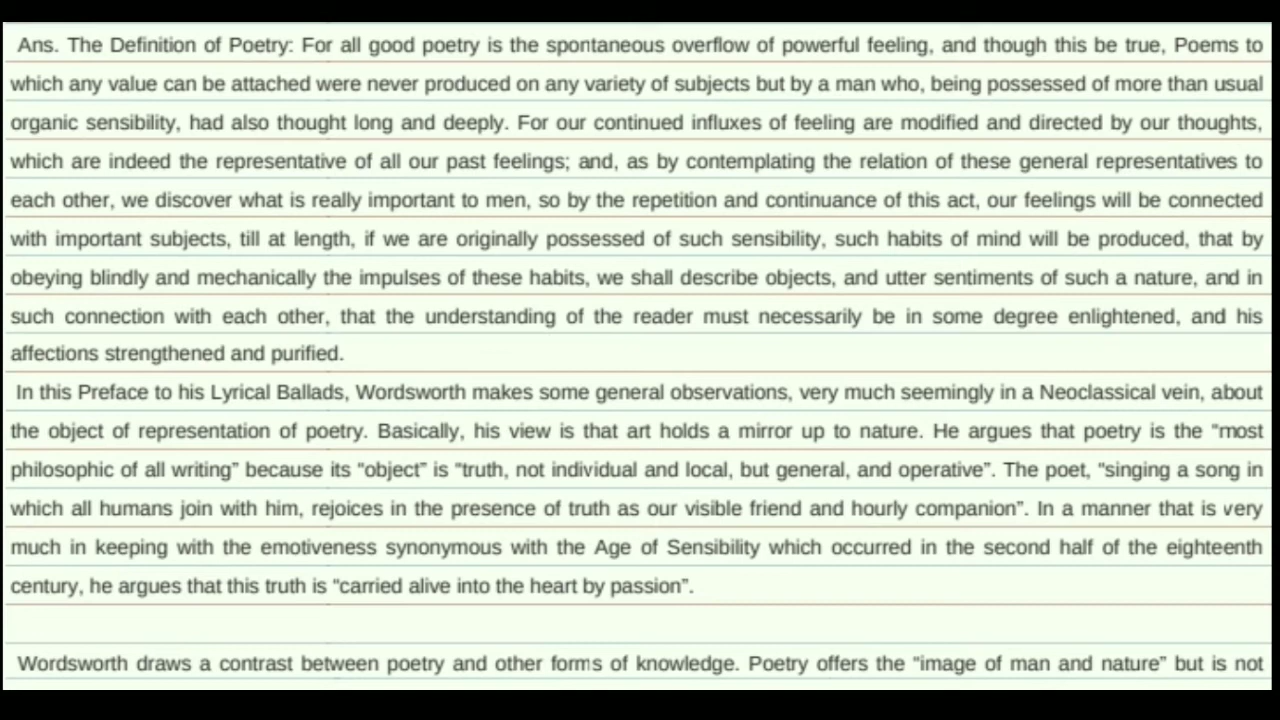 Ans. The Definition of Poetry: For all good poetry is the spontaneous overflow of powerful feeling, and though this be true, Poems to
which any value can be attached were never produced on any variety of subjects but by a man who, being possessed of more than usual
organic sensibility, had also thought long and deeply. For our continued influxes of feeling are modified and directed by our thoughts,
which are indeed the representative of all our past feelings; and, as by contemplating the relation of these general representatives to
each other, we discover what is really important to men, so by the repetition and continuance of this act, our feelings will be connected
with important subjects, till at length, if we are originally possessed of such sensibility, such habits of mind will be produced, that by
obeying blindly and mechanically the impulses of these habits, we shall describe objects, and utter sentiments of such a nature, and in
such connection with each other, that the understanding of the reader must necessarily be in some degree enlightened, and his
affections strengthened and purified.
In this Preface to his Lyrical Ballads, Wordsworth makes some general observations, very much seemingly in a Neoclassical vein, about
the object of representation of poetry. Basically, his view is that art holds a mirror up to nature. He argues that poetry is the “most
philosophic of all writing” because its “object” is “truth, not individual and local, but general, and operative”. The poet, “singing a song in
which all humans join with him, rejoices in the presence of truth as our visible friend and hourly companion”. In a manner that is very
much in keeping with the emotiveness synonymous with the Age of Sensibility which occurred in the second half of the eighteenth
century, he argues that this truth is “carried alive into the heart by passion”.
Wordsworth draws a contrast between poetry and other forms of knowledge. Poetry offers the “image of man and nature” but is not